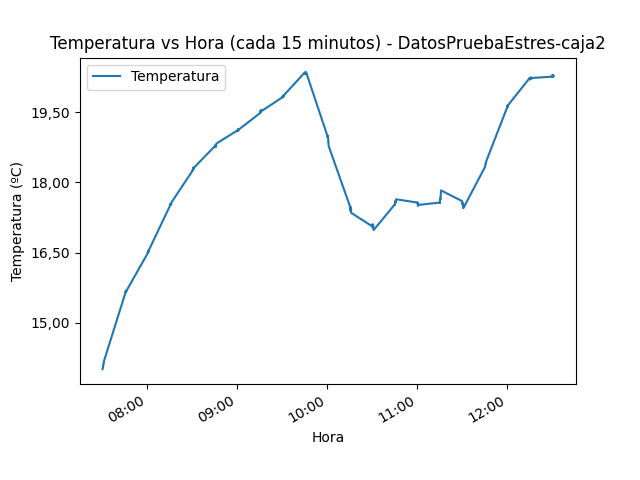 Temperatura vs Hora (cada 15 minutos) - DatosPruebaEstres-caja2
Temperatura
Temperatura (ºC)
19,50
18,00
16,50
15,00
08:00
09:00
10:00
11:00
12:00
Hora